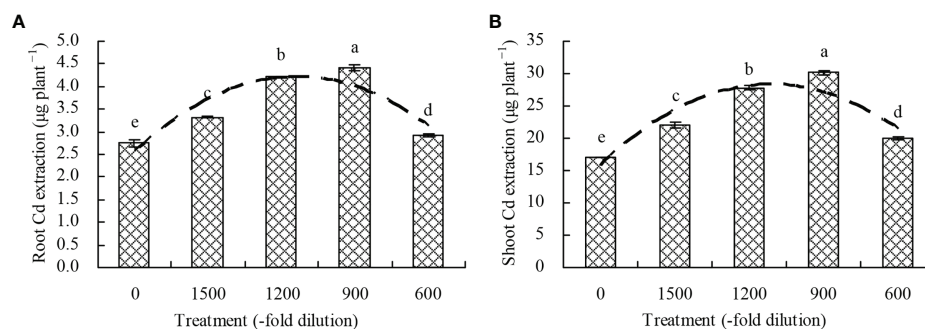 A
Root Cd extraction (µg plant⁻¹)
5.0
4.5
4.0
3.5
3.0
2.5
2.0
1.5
1.0
0.5
0.0
e
c
b
a
d
0 1500 1200 900 600
Treatment (-fold dilution)
B
Shoot Cd extraction (µg plant⁻¹)
35
30
25
20
15
10
5
0
e
c
b
a
d
0 1500 1200 900 600
Treatment (-fold dilution)